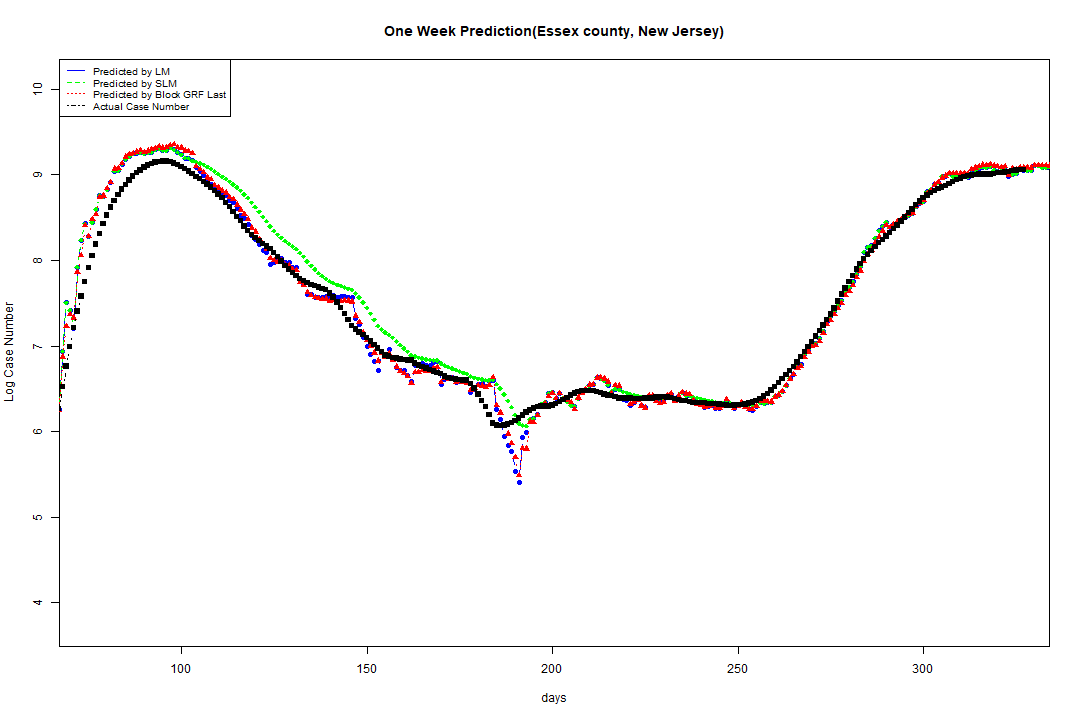 One Week Prediction(Essex county, New Jersey)
Predicted by LM
Predicted by SLM
Predicted by Block GRF Last
Actual Case Number
10
9
8
7
6
5
4
Log Case Number
100
150
200
250
300
days